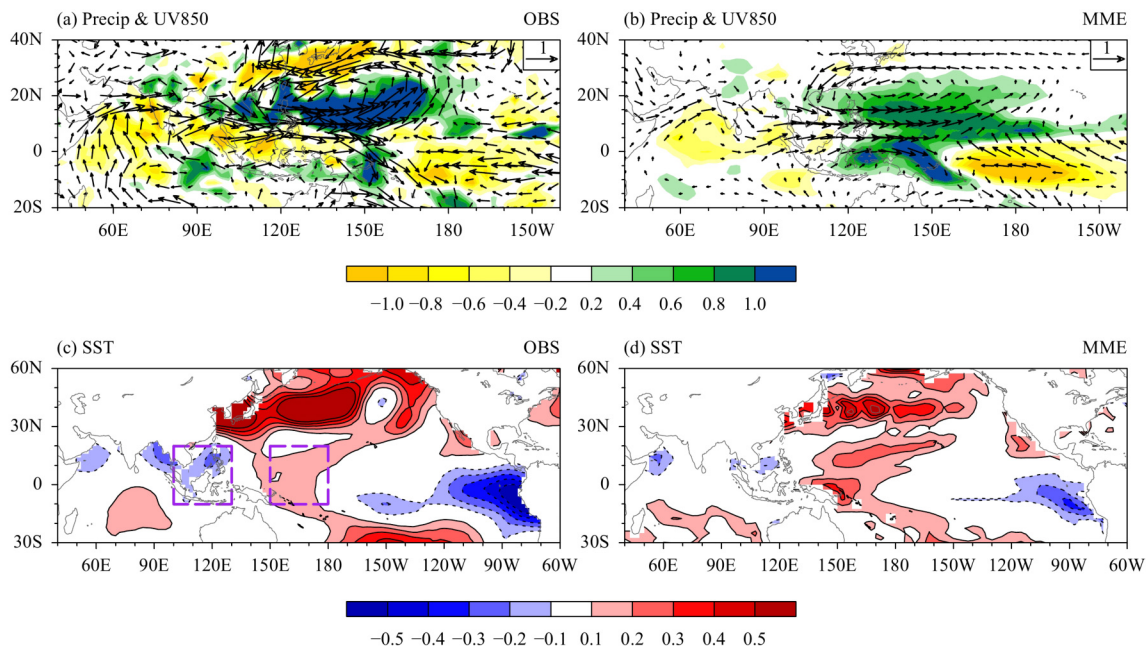 (a) Precip & UV850 OBS
(b) Precip & UV850 MME
40N
20N
0
20S
1
1
60E 90E 120E 150E 180 150W
60E 90E 120E 150E 180 150W
−1.0 −0.8 −0.6 −0.4 −0.2 0.2 0.4 0.6 0.8 1.0
(c) SST OBS
(d) SST MME
60N
30N
0
30S
60N
30N
0
30S
60E 90E 120E 150E 180 150W 120W 90W 60W
60E 90E 120E 150E 180 150W 120W 90W 60W
−0.5 −0.4 −0.3 −0.2 −0.1 0.1 0.2 0.3 0.4 0.5